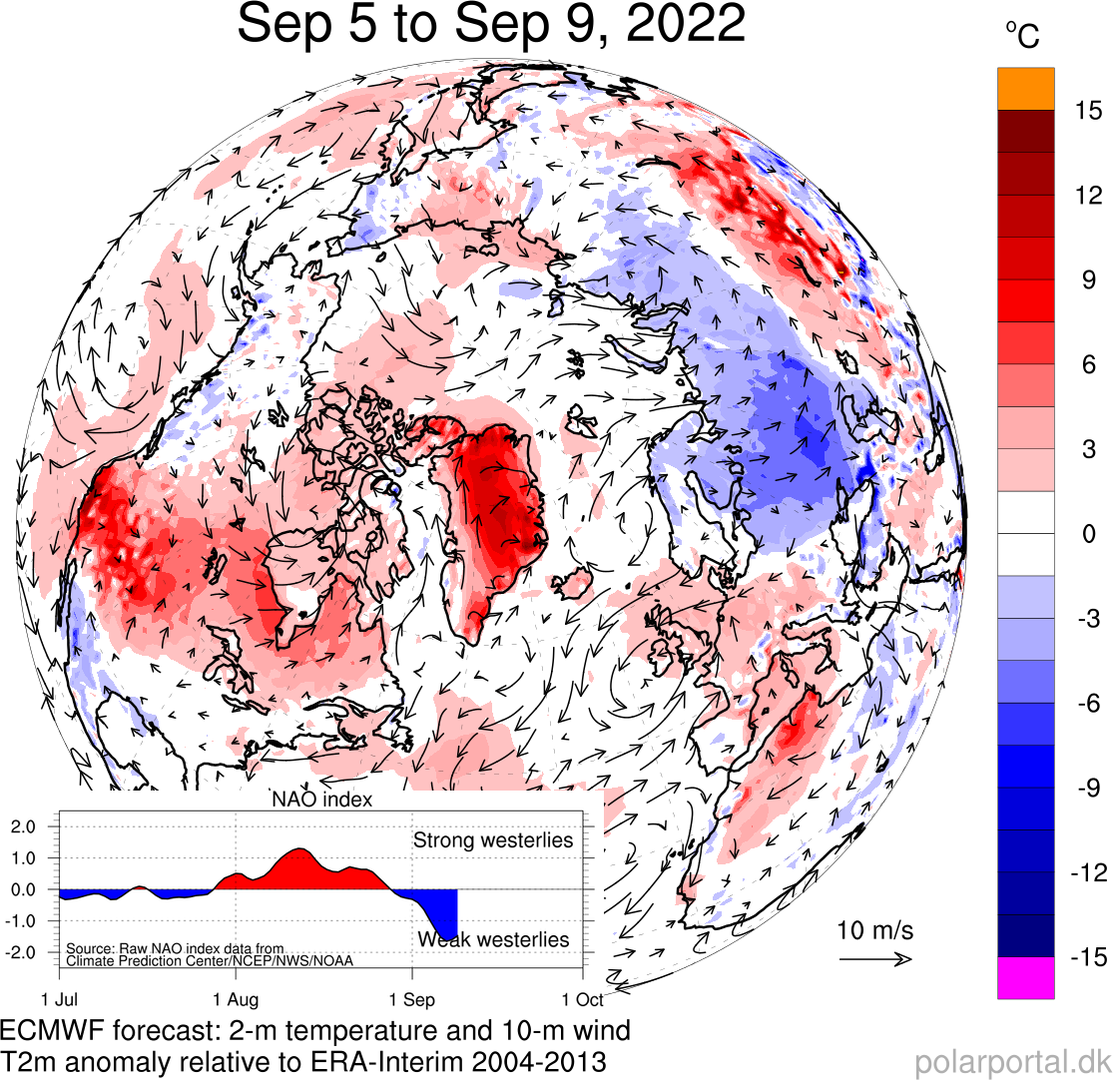 Sep 5 to Sep 9, 2022
°C
15
12
9
6
3
0
-3
-6
-9
-12
-15
NAO index
2.0
1.0
0.0
-1.0
-2.0
Strong westerlies
Weak westerlies
Source: Raw NAO index data from
Climate Prediction Center/NCEP/NWS/NOAA
1 Jul
1 Aug
1 Sep
1 Oct
10 m/s
ECMWF forecast: 2-m temperature and 10-m wind
T2m anomaly relative to ERA-Interim 2004-2013
polarportal.dk